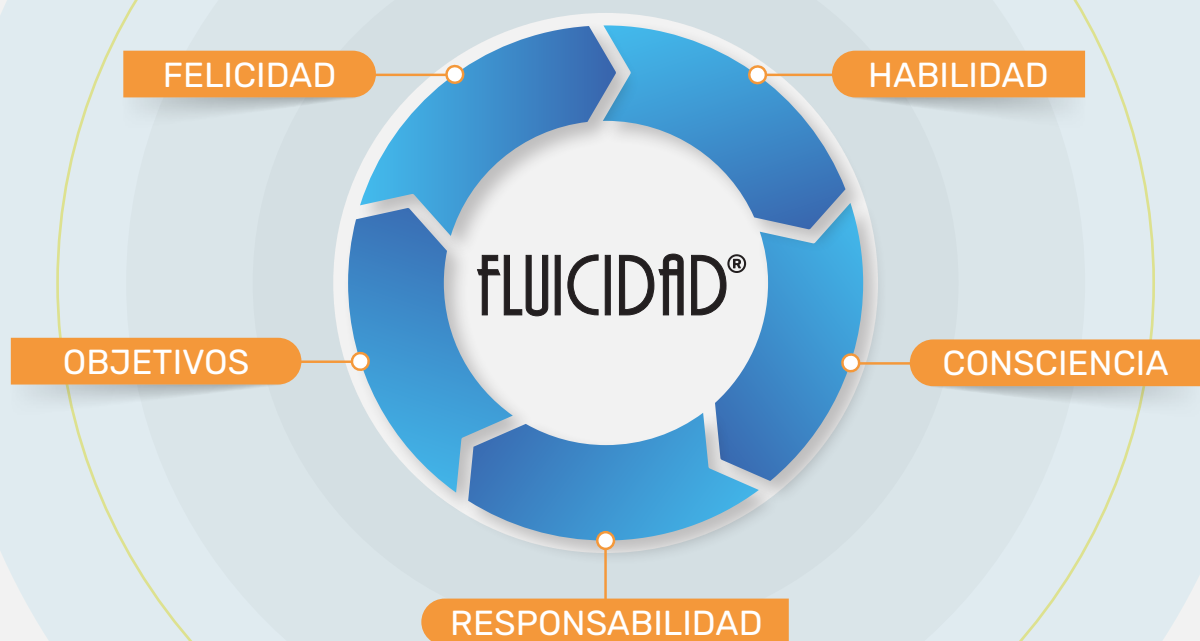 FELICIDAD
HABILIDAD
FLUICIDAD®
OBJETIVOS
CONSCIENCIA
RESPONSABILIDAD